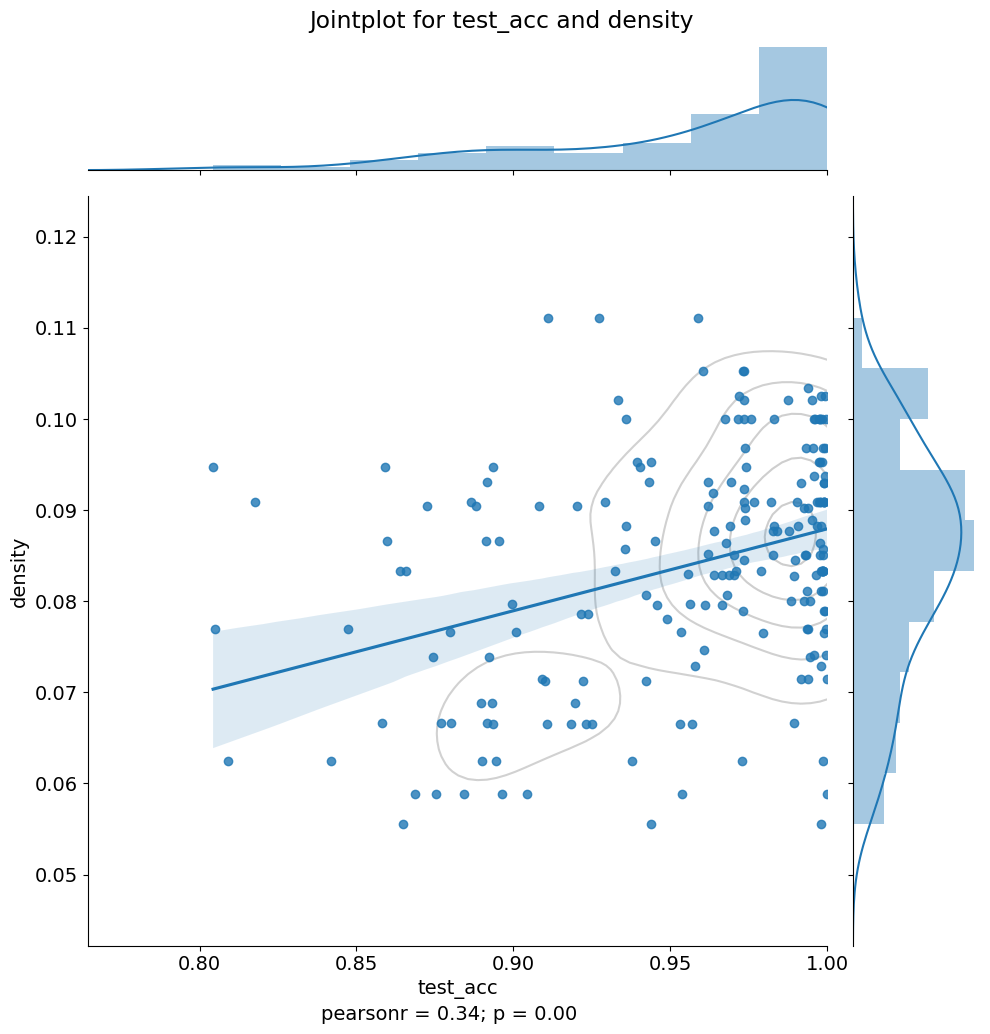 Jointplot for test_acc and density
0.12
0.11
0.10
0.09
0.08
0.07
0.06
0.05
density
0.80 0.85 0.90 0.95 1.00
test_acc
pearsonr = 0.34; p = 0.00